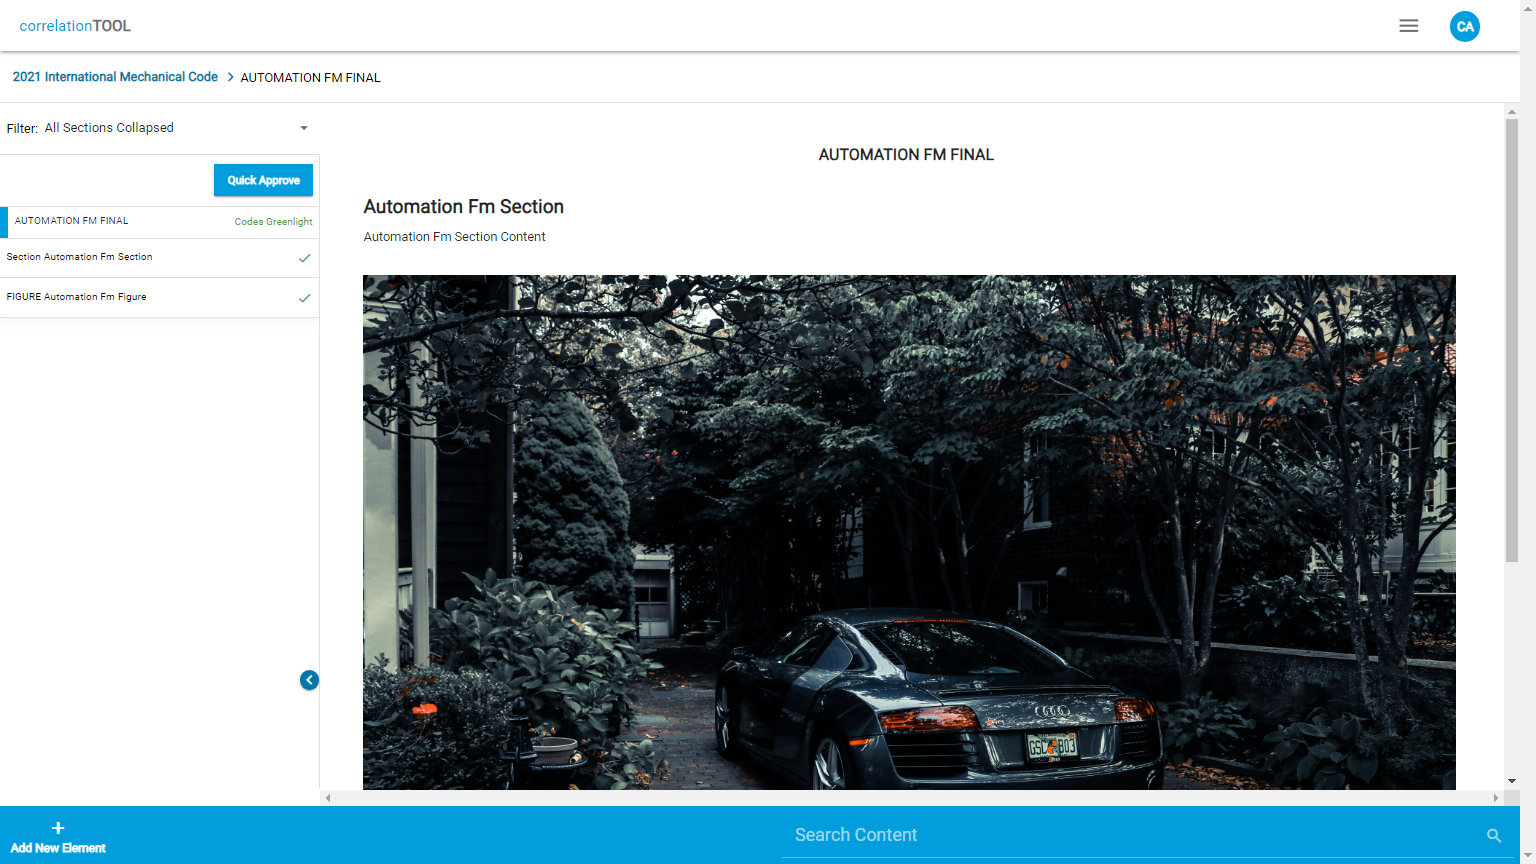 correlationTOOL
CA
2021 International Mechanical Code > AUTOMATION FM FINAL
Filter: All Sections Collapsed
Quick Approve
AUTOMATION FM FINAL Codes Greenlight
Section Automation Fm Section
FIGURE Automation Fm Figure
AUTOMATION FM FINAL
Automation Fm Section
Automation Fm Section Content
+
Add New Element
Search Content